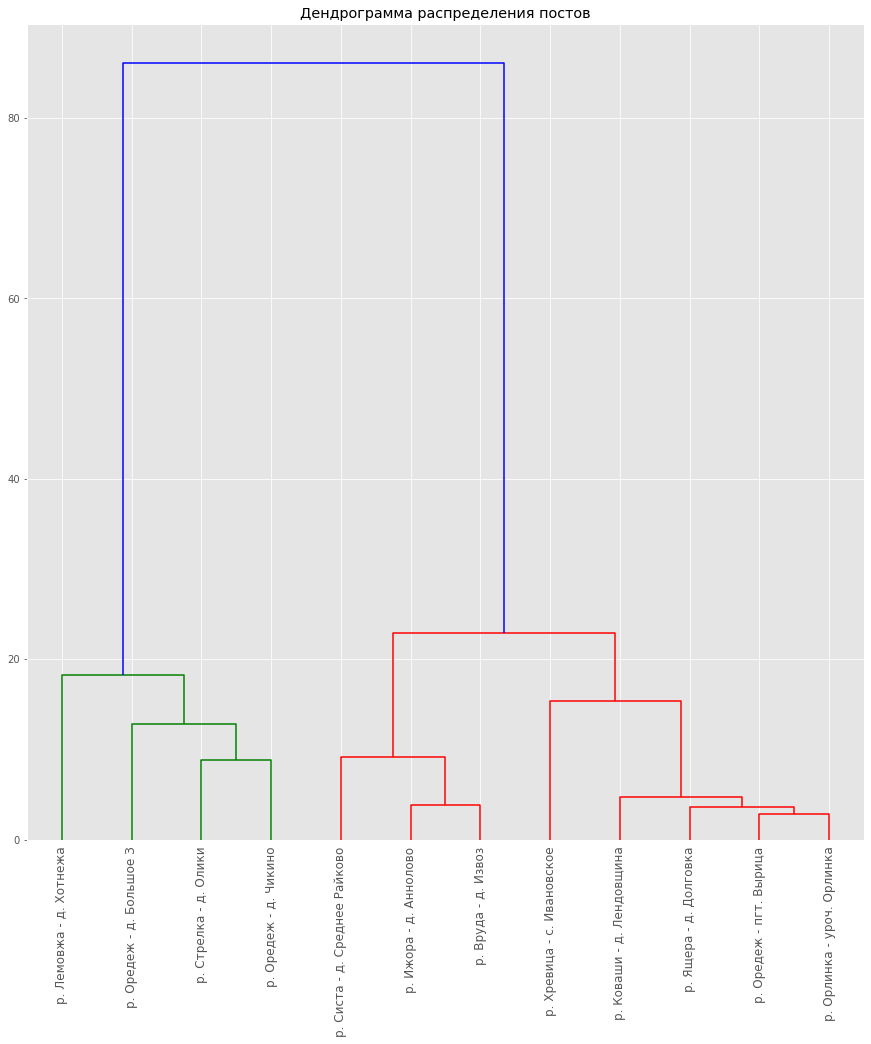 Дендрограмма распределения постов
80
60
40
20
0
р. Лемовжа - д. Хотнежа
р. Оредеж - д. Большое З
р. Стрелка - д. Олики
р. Оредеж - д. Чикино
р. Систа - д. Среднее Райково
р. Ижора - д. Аннолово
р. Вруда - д. Извоз
р. Хревица - с. Ивановское
р. Коваши - д. Лендовщина
р. Ящера - д. Долговка
р. Оредеж - пгт. Вырица
р. Орлинка - уроч. Орлинка